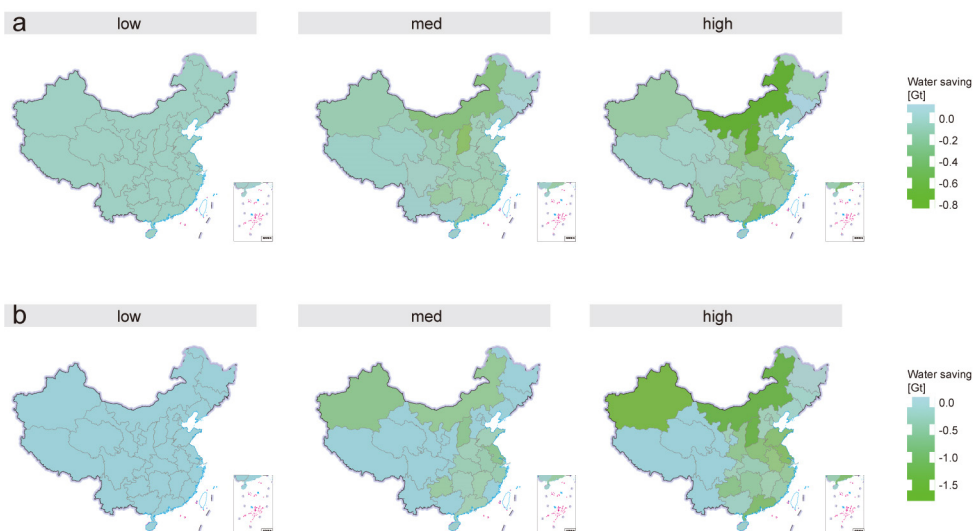 a
low
med
high
Water saving
[Gt]
0.0
-0.2
-0.4
-0.6
-0.8
b
low
med
high
Water saving
[Gt]
0.0
-0.5
-1.0
-1.5